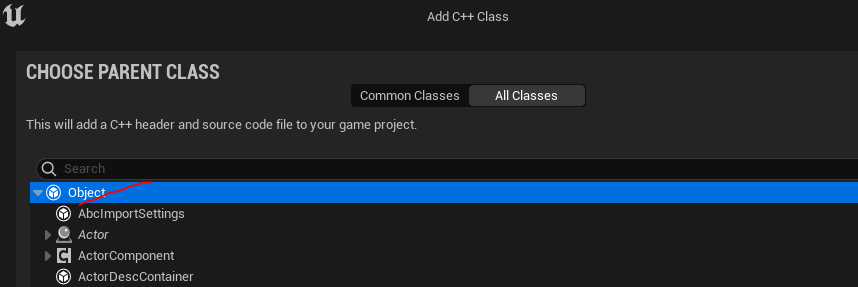 Add C++ Class
CHOOSE PARENT CLASS
Common Classes All Classes
This will add a C++ header and source code file to your game project.
Search
Object
AbcImportSettings
Actor
ActorComponent
ActorDescContainer